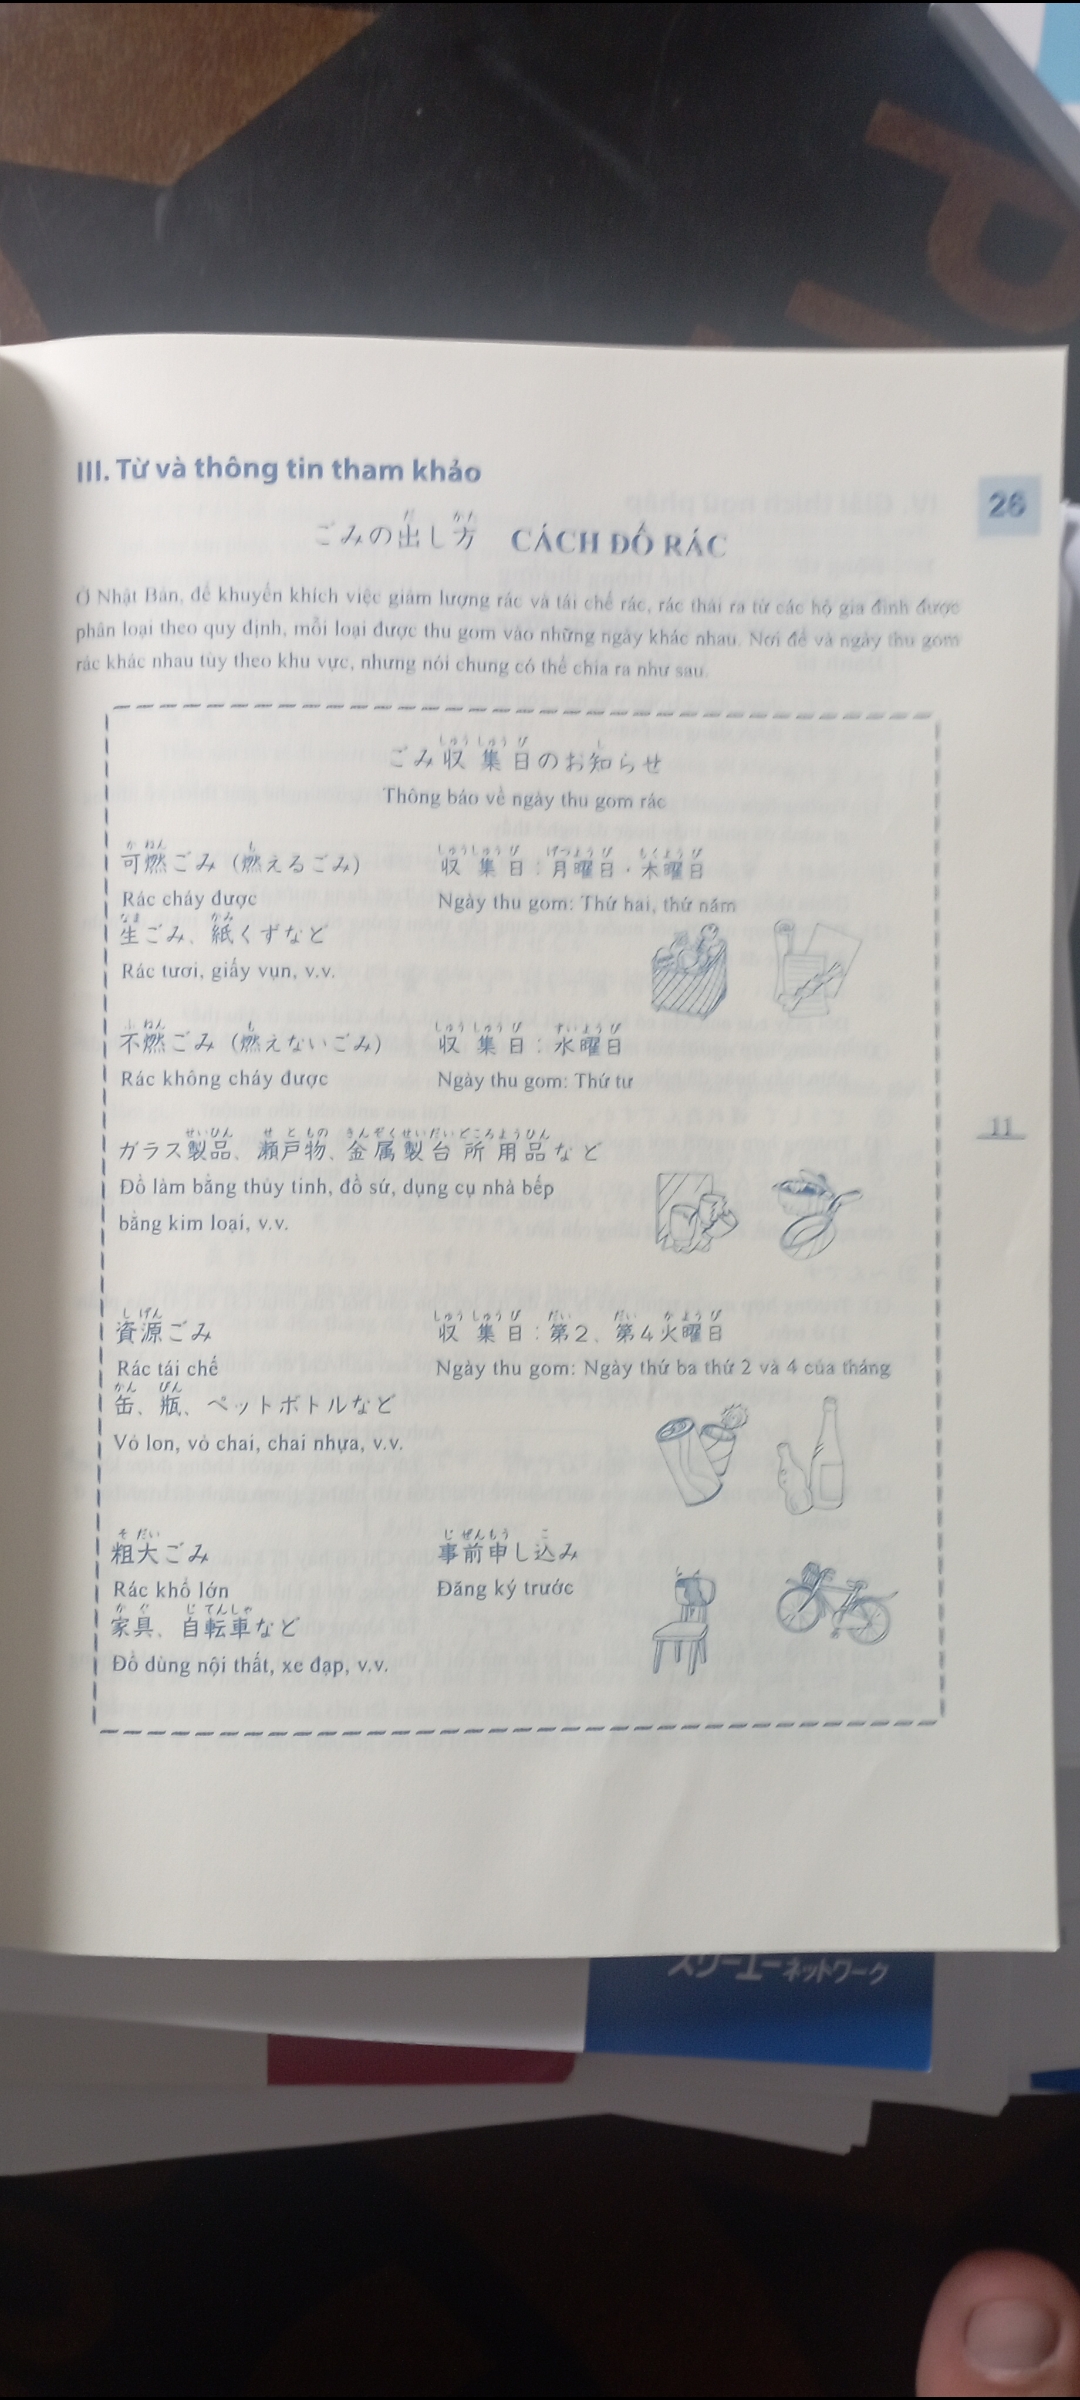 III. Từ và thông tin tham khảo
26
ごみの出し方 CÁCH ĐỔ RÁC
Ở Nhật Bản, để khuyến khích việc giảm lượng rác và tái chế rác, rác thải ra từ các hộ gia đình được
phân loại theo quy định, mỗi loại được thu gom vào những ngày khác nhau. Nơi để và ngày thu gom
rác khác nhau tùy theo khu vực, nhưng nói chung có thể chia ra như sau.
ごみ収集日のお知らせ
Thông báo về ngày thu gom rác
可燃ごみ（燃えるごみ） 収集日：月曜日・木曜日
Rác cháy được Ngày thu gom: Thứ hai, thứ năm
生ごみ、紙くずなど
Rác tươi, giấy vụn, v.v.
不燃ごみ（燃えないごみ） 収集日：水曜日
Rác không cháy được Ngày thu gom: Thứ tư
11
ガラス製品、瀬戸物、金属製台所用品など
Đồ làm bằng thủy tinh, đồ sứ, dụng cụ nhà bếp
bằng kim loại, v.v.
資源ごみ 収集日：第２、第４火曜日
Rác tái chế Ngày thu gom: Ngày thứ ba thứ 2 và 4 của tháng
缶、瓶、ペットボトルなど
Vỏ lon, vỏ chai, chai nhựa, v.v.
粗大ごみ 事前申し込み
Rác khổ lớn Đăng ký trước
家具、自転車など
Đồ dùng nội thất, xe đạp, v.v.
スリーエーネットワーク